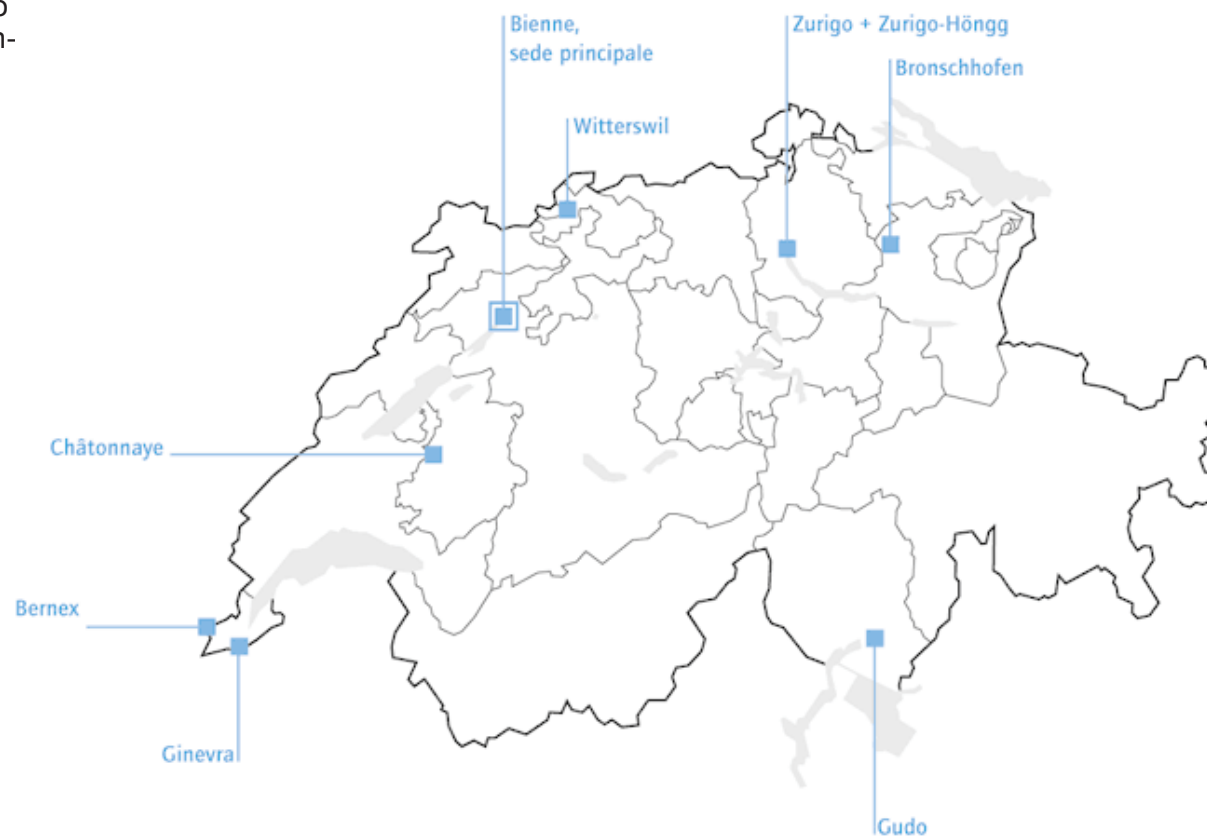 n-
Bienne,
sede principale
Zurigo + Zurigo-Höngg
Bronschhofen
Witterswil
Châtonnaye
Bernex
Ginevra
Gudo